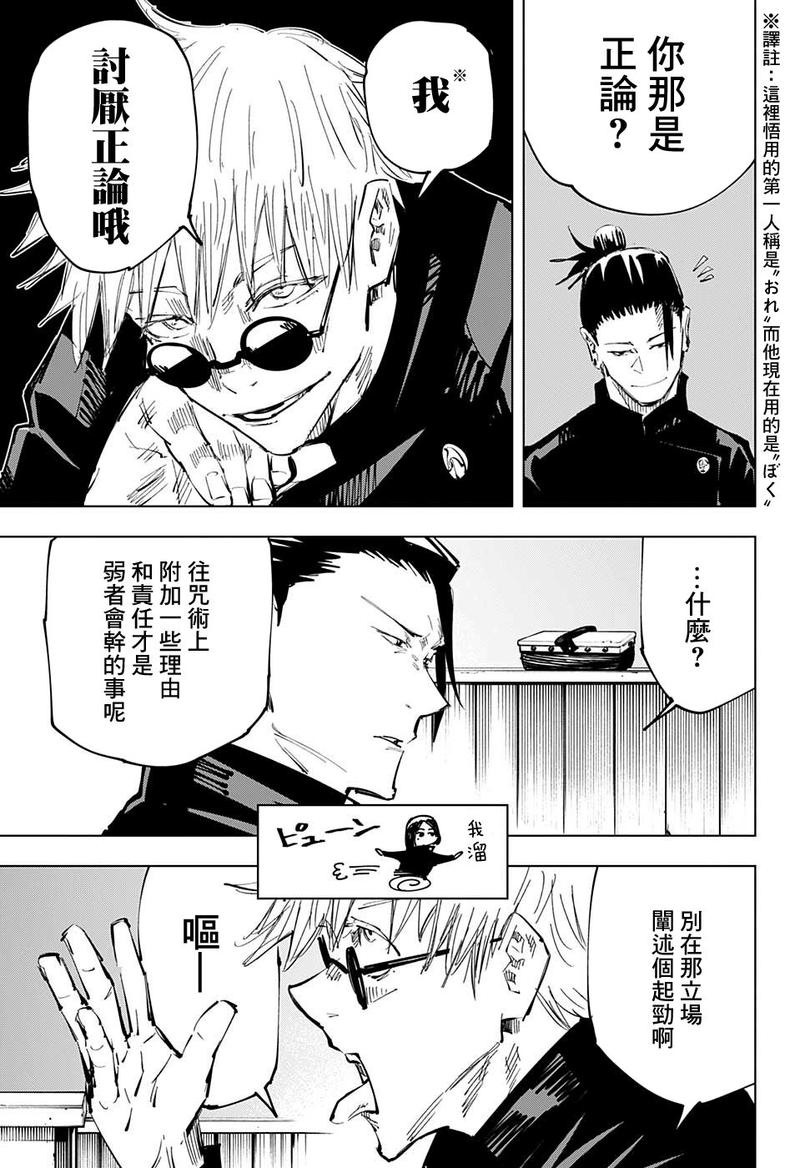 ※譯註：這裡悟用的第一人稱是〝おれ〞而他現在用的是〝ぼく〞
你那是
正論？
我※
討厭正論哦
…什麼？
往咒術上
附加一些理由
和責任才是
弱者會幹的事呢
我溜
ピューン
別在那立場
闡述個起勁啊
嘔—